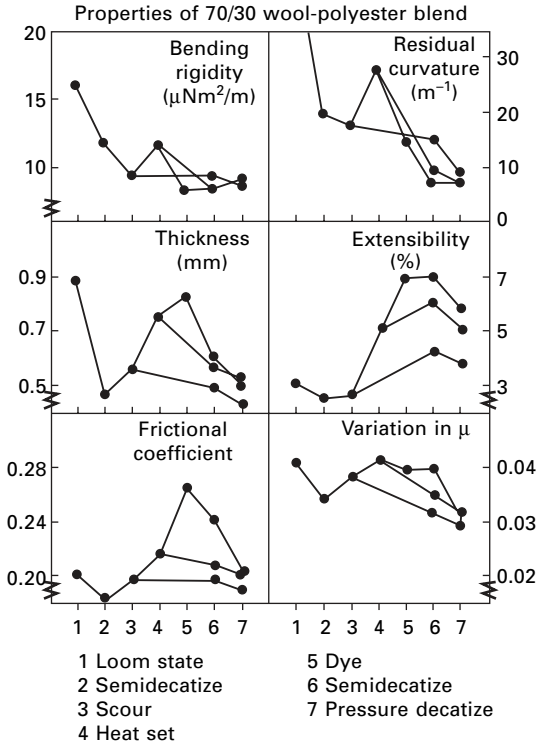 Properties of 70/30 wool-polyester blend
20
15
10
Bending
rigidity
(μNm²/m)
Residual
curvature
(m⁻¹)
30
20
10
0
0.9
0.7
0.5
Thickness
(mm)
Extensibility
(%)
7
5
3
0.28
0.24
0.20
Frictional
coefficient
Variation in μ
0.04
0.03
0.02
1 2 3 4 5 6 7
1 2 3 4 5 6 7
1 Loom state
2 Semidecatize
3 Scour
4 Heat set
5 Dye
6 Semidecatize
7 Pressure decatize